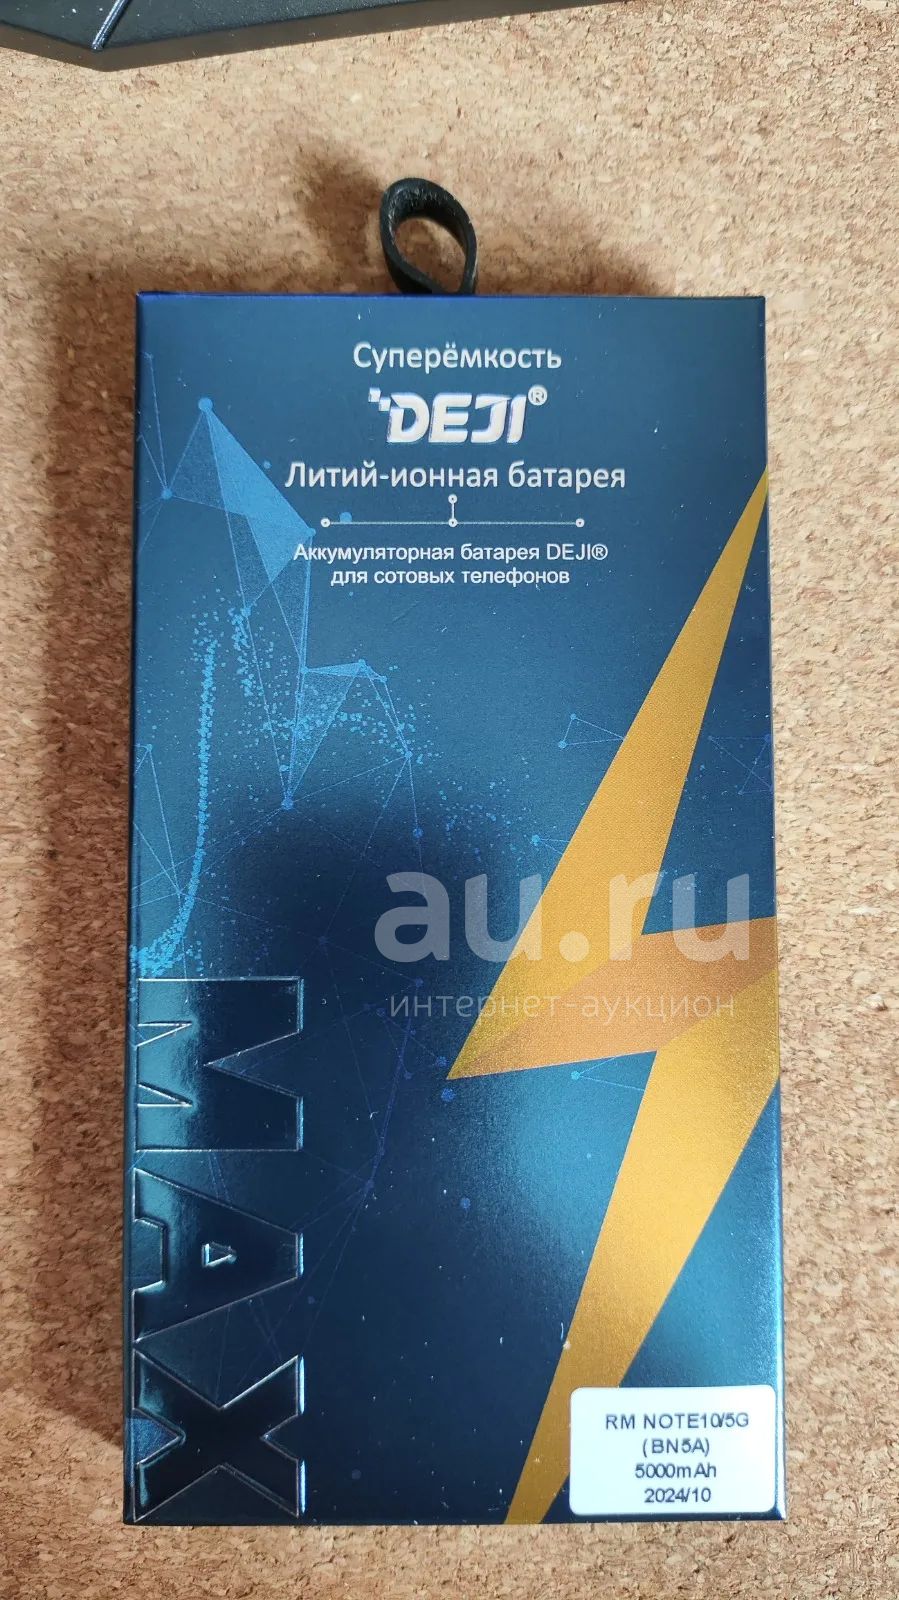 Суперёмкость
DEJI®
Литий-ионная батарея
Аккумуляторная батарея DEJI®
для сотовых телефонов
au.ru
интернет-аукцион
MAX
RM NOTE10/5G
(BN5A)
5000mAh
2024/10